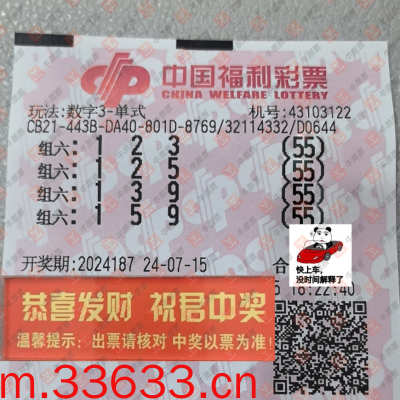 中国福利彩票
CHINA WELFARE LOTTERY
玩法:数字3-单式 机号:43103122
CB21-443B-DA40-801D-8769/32114332/D0644
组六: 1 2 3 (55)
组六: 1 2 5 (55)
组六: 1 3 9 (55)
组六: 1 5 9 (55)
快上车,
没时间解释了
开奖期:2024187 24-07-15 合
16:22:40
恭喜发财 祝君中奖
温馨提示: 出票请核对 中奖以票为准!
m.33633.cn